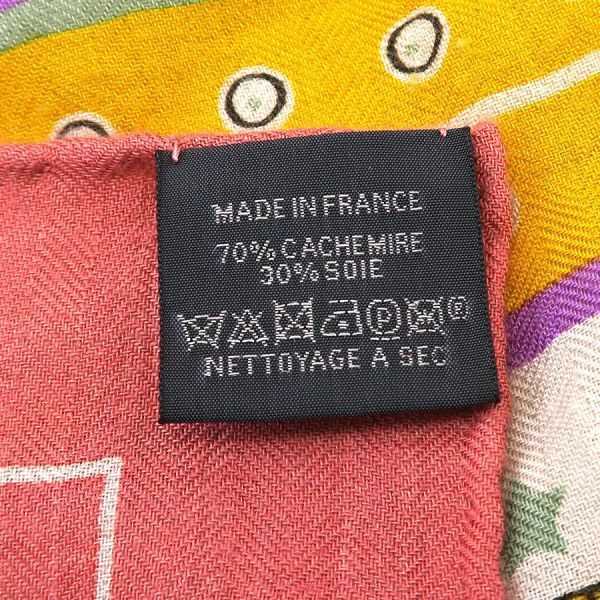 MADE IN FRANCE
70% CACHEMIRE
30% SOIE
P ®
NETTOYAGE A SEC